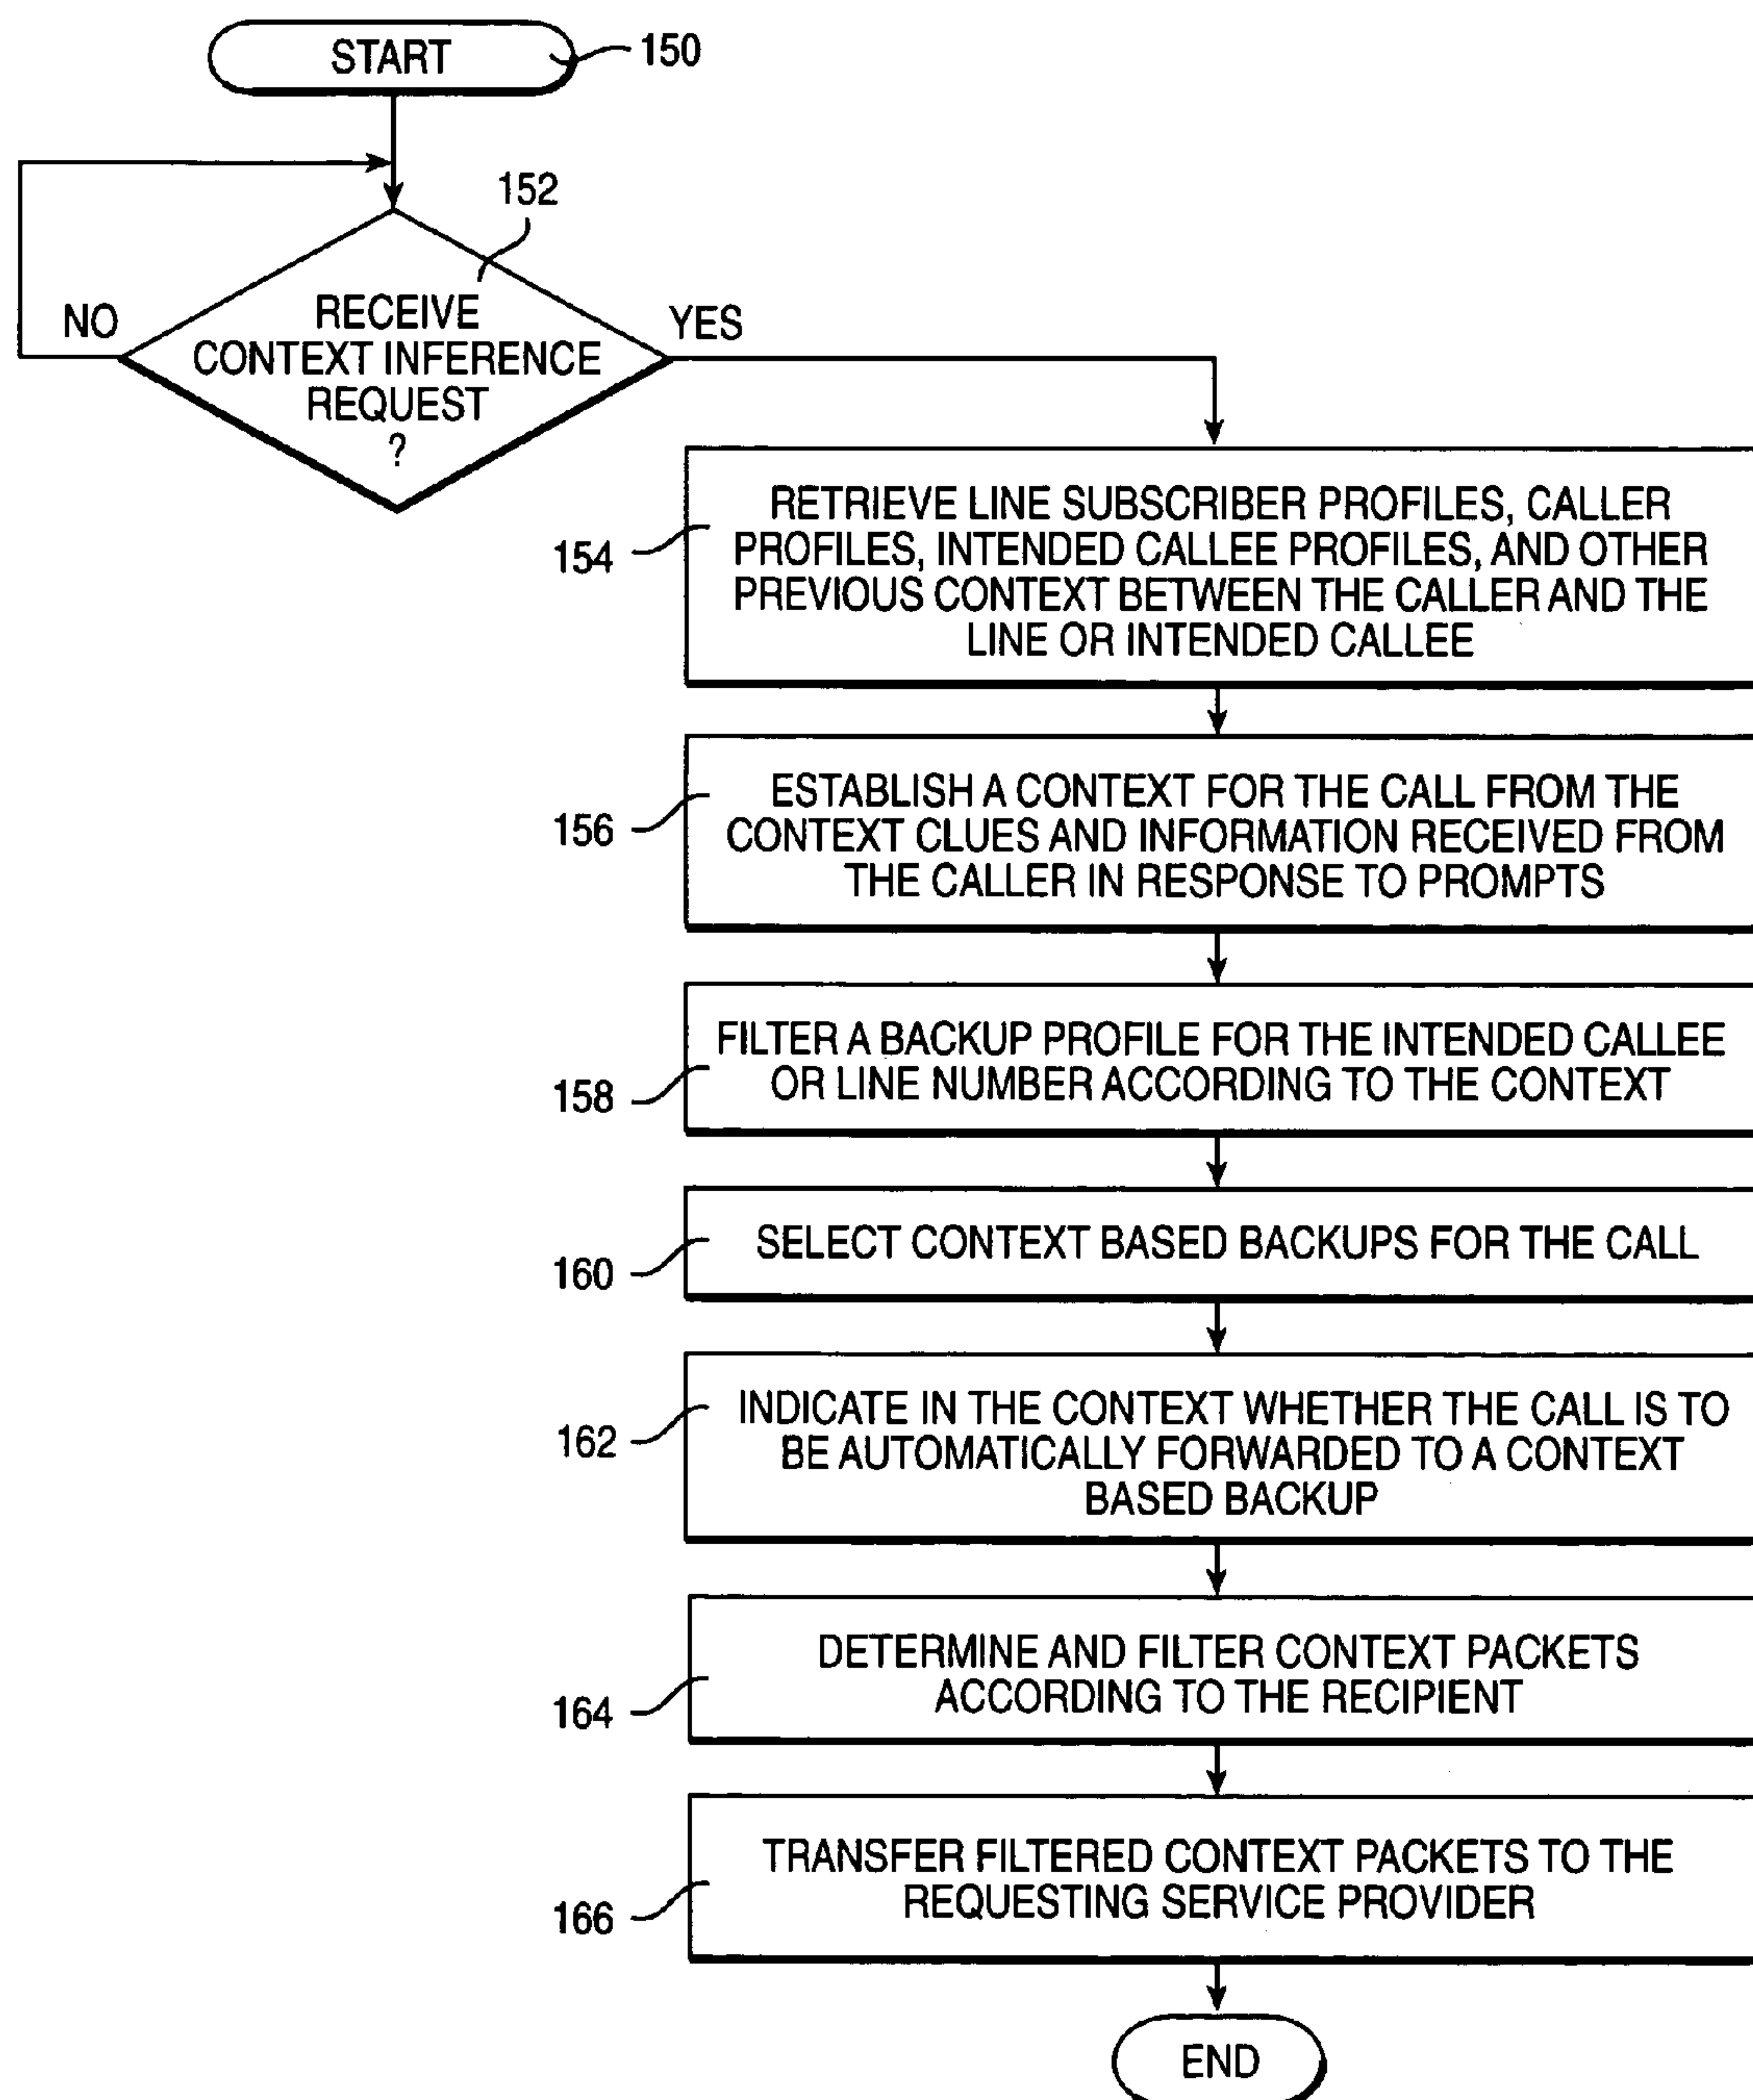 START
150
152
NO
YES
RECEIVE
CONTEXT INFERENCE
REQUEST
?
154
RETRIEVE LINE SUBSCRIBER PROFILES, CALLER
PROFILES, INTENDED CALLEE PROFILES, AND OTHER
PREVIOUS CONTEXT BETWEEN THE CALLER AND THE
LINE OR INTENDED CALLEE
156
ESTABLISH A CONTEXT FOR THE CALL FROM THE
CONTEXT CLUES AND INFORMATION RECEIVED FROM
THE CALLER IN RESPONSE TO PROMPTS
158
FILTER A BACKUP PROFILE FOR THE INTENDED CALLEE
OR LINE NUMBER ACCORDING TO THE CONTEXT
160
SELECT CONTEXT BASED BACKUPS FOR THE CALL
162
INDICATE IN THE CONTEXT WHETHER THE CALL IS TO
BE AUTOMATICALLY FORWARDED TO A CONTEXT
BASED BACKUP
164
DETERMINE AND FILTER CONTEXT PACKETS
ACCORDING TO THE RECIPIENT
166
TRANSFER FILTERED CONTEXT PACKETS TO THE
REQUESTING SERVICE PROVIDER
END